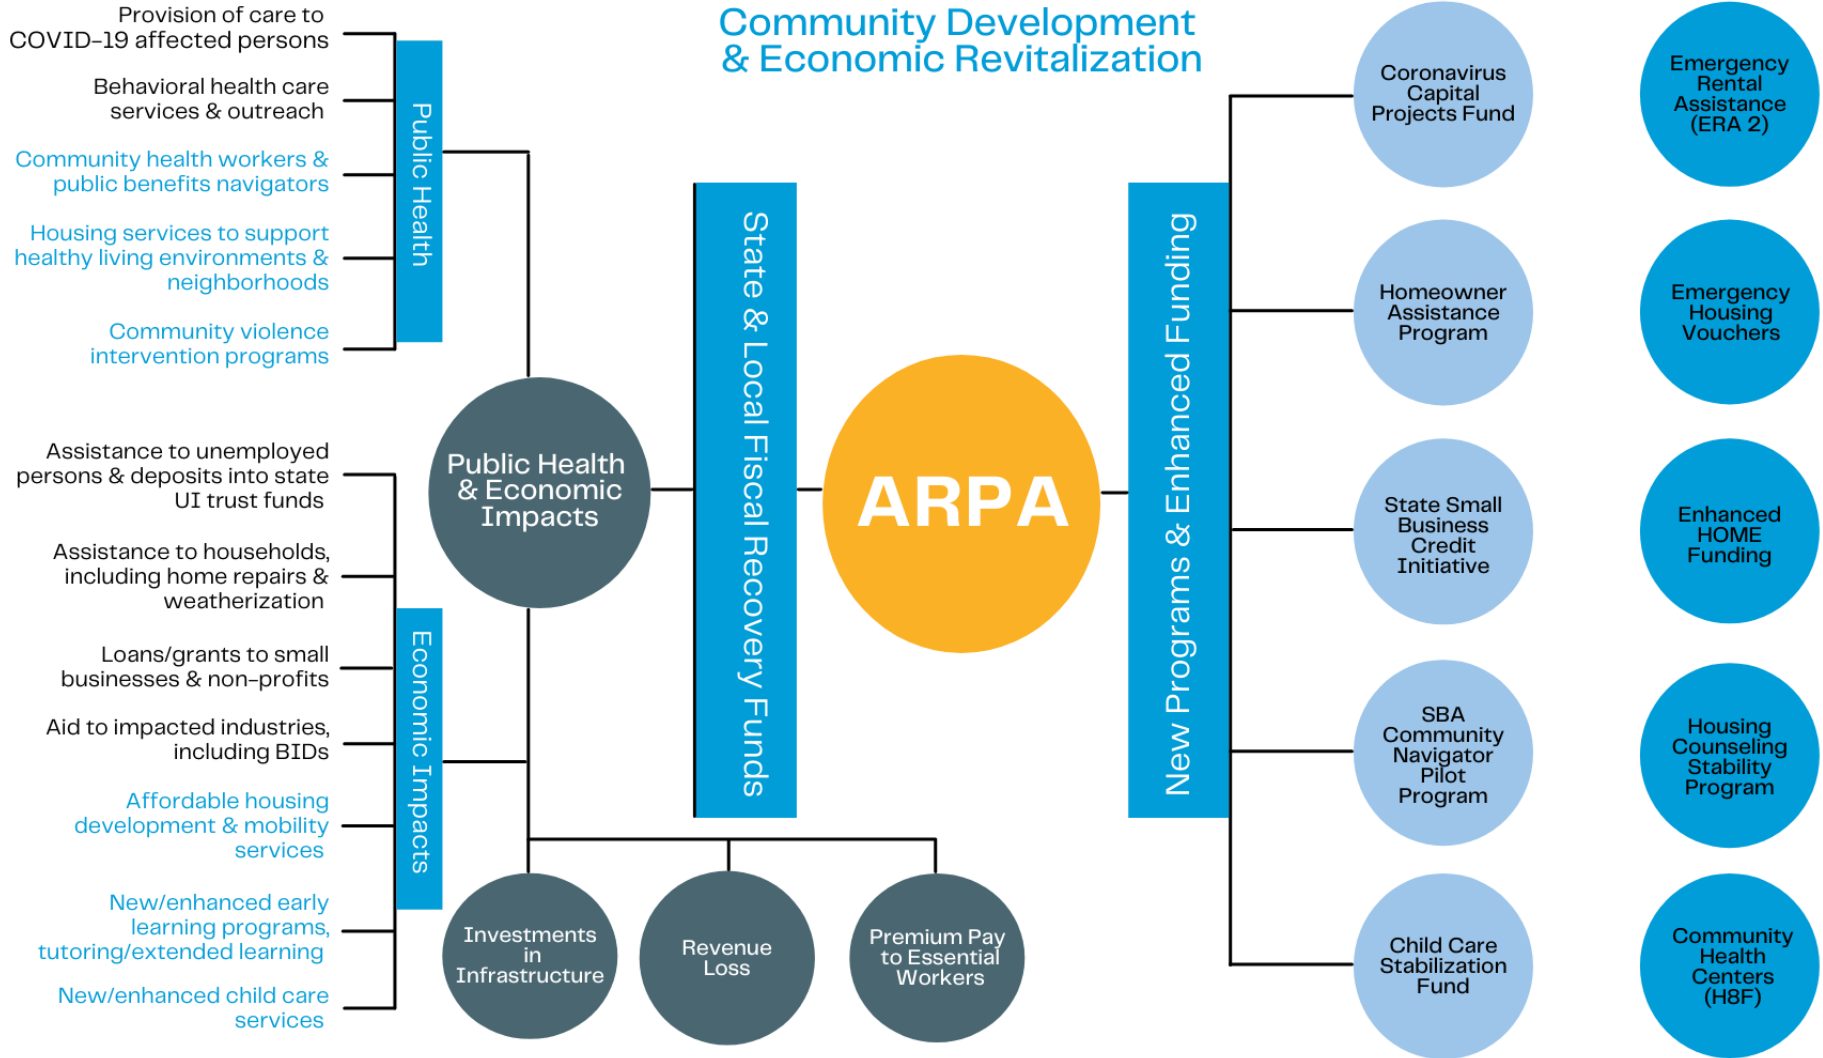 Community Development
& Economic Revitalization
Provision of care to
COVID-19 affected persons
Behavioral health care
services & outreach
Community health workers &
public benefits navigators
Housing services to support
healthy living environments &
neighborhoods
Community violence
intervention programs
Public Health
Assistance to unemployed
persons & deposits into state
UI trust funds
Assistance to households,
including home repairs &
weatherization
Loans/grants to small
businesses & non-profits
Aid to impacted industries,
including BIDs
Affordable housing
development & mobility
services
New/enhanced early
learning programs,
tutoring/extended learning
New/enhanced child care
services
Economic Impacts
Public Health
& Economic
Impacts
Investments
in
Infrastructure
Revenue
Loss
Premium Pay
to Essential
Workers
State & Local Fiscal Recovery Funds
ARPA
New Programs & Enhanced Funding
Coronavirus
Capital
Projects Fund
Homeowner
Assistance
Program
State Small
Business
Credit
Initiative
SBA
Community
Navigator
Pilot
Program
Child Care
Stabilization
Fund
Emergency
Rental
Assistance
(ERA 2)
Emergency
Housing
Vouchers
Enhanced
HOME
Funding
Housing
Counseling
Stability
Program
Community
Health
Centers
(H8F)